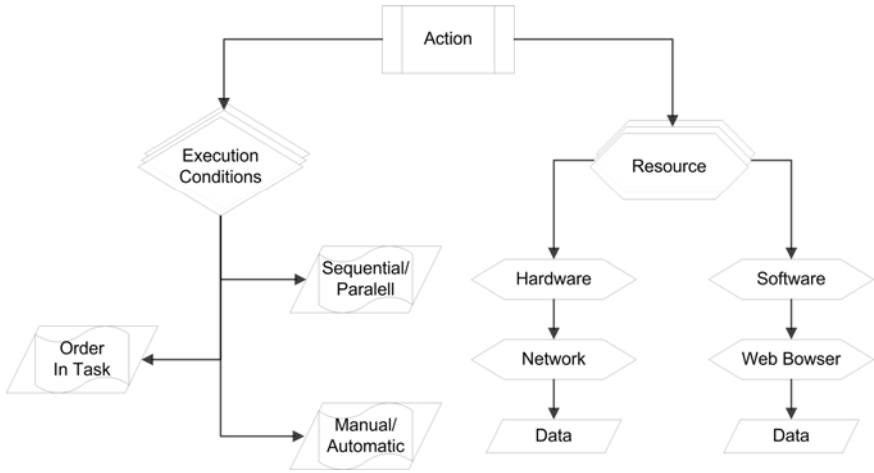 Action
Execution
Conditions
Resource
Sequential/
Paralell
Hardware
Software
Order
In Task
Network
Web Bowser
Manual/
Automatic
Data
Data